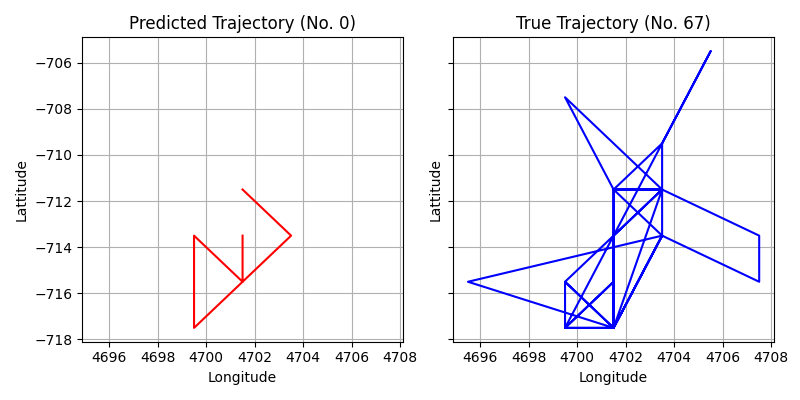 Predicted Trajectory (No. 0)
True Trajectory (No. 67)
Lattitude
−706
−708
−710
−712
−714
−716
−718
4696 4698 4700 4702 4704 4706 4708
Longitude
Lattitude
4696 4698 4700 4702 4704 4706 4708
Longitude